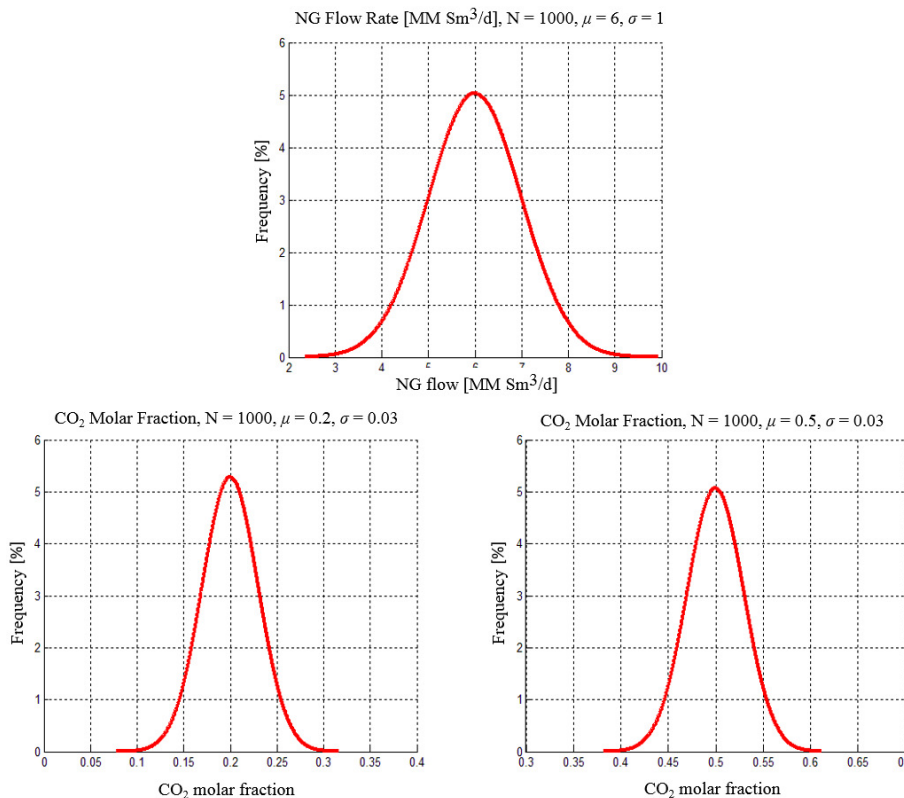 NG Flow Rate [MM Sm³/d], N = 1000, μ = 6, σ = 1
6
5
4
3
2
1
0
Frequency [%]
2 3 4 5 6 7 8 9 10
NG flow [MM Sm³/d]
CO₂ Molar Fraction, N = 1000, μ = 0.2, σ = 0.03
6
5
4
3
2
1
0
Frequency [%]
0 0.05 0.1 0.15 0.2 0.25 0.3 0.35 0.4
CO₂ molar fraction
CO₂ Molar Fraction, N = 1000, μ = 0.5, σ = 0.03
6
5
4
3
2
1
0
Frequency [%]
0.3 0.35 0.4 0.45 0.5 0.55 0.6 0.65
CO₂ molar fraction